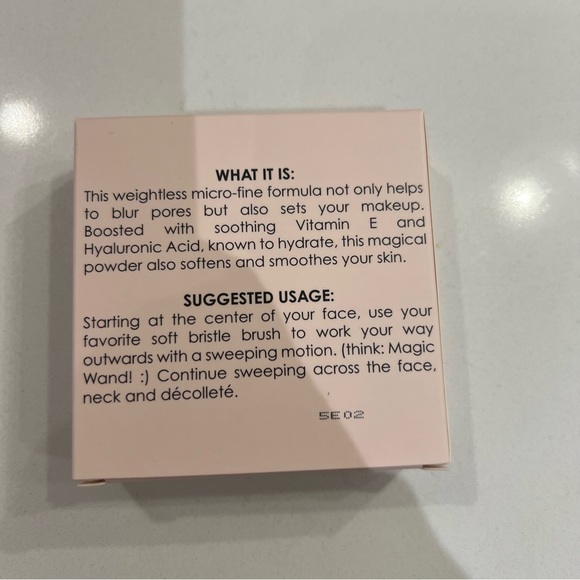 WHAT IT IS:
This weightless micro-fine formula not only helps
to blur pores but also sets your makeup.
Boosted with soothing Vitamin E and
Hyaluronic Acid, known to hydrate, this magical
powder also softens and smoothes your skin.
SUGGESTED USAGE:
Starting at the center of your face, use your
favorite soft bristle brush to work your way
outwards with a sweeping motion. (think: Magic
Wand! :) Continue sweeping across the face,
neck and décolleté.
5E02